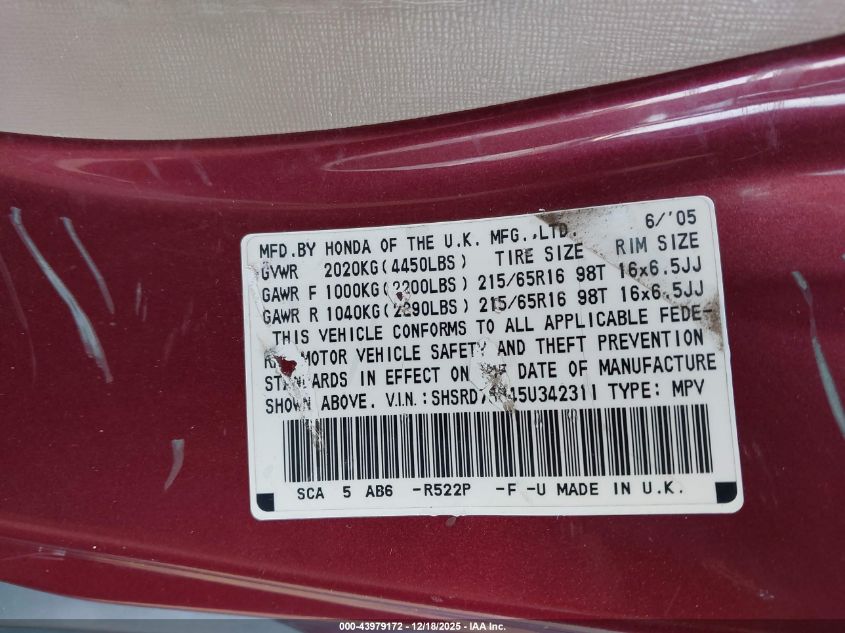 6/'05
MFD.BY HONDA OF THE U.K. MFG.,LTD.
GVWR 2020KG(4450LBS) TIRE SIZE RIM SIZE
GAWR F 1000KG(2200LBS) 215/65R16 98T 16x6.5JJ
GAWR R 1040KG(2290LBS) 215/65R16 98T 16x6.5JJ
THIS VEHICLE CONFORMS TO ALL APPLICABLE FEDE-
MOTOR VEHICLE SAFETY AND THEFT PREVENTION
STANDARDS IN EFFECT ON DATE OF MANUFACTURE
SHOWN ABOVE. V.I.N.: TYPE: MPV
SCA 5 AB6 -R522P -F -U MADE IN U.K.
000-43979172 — 12/18/2025 — IAA Inc.